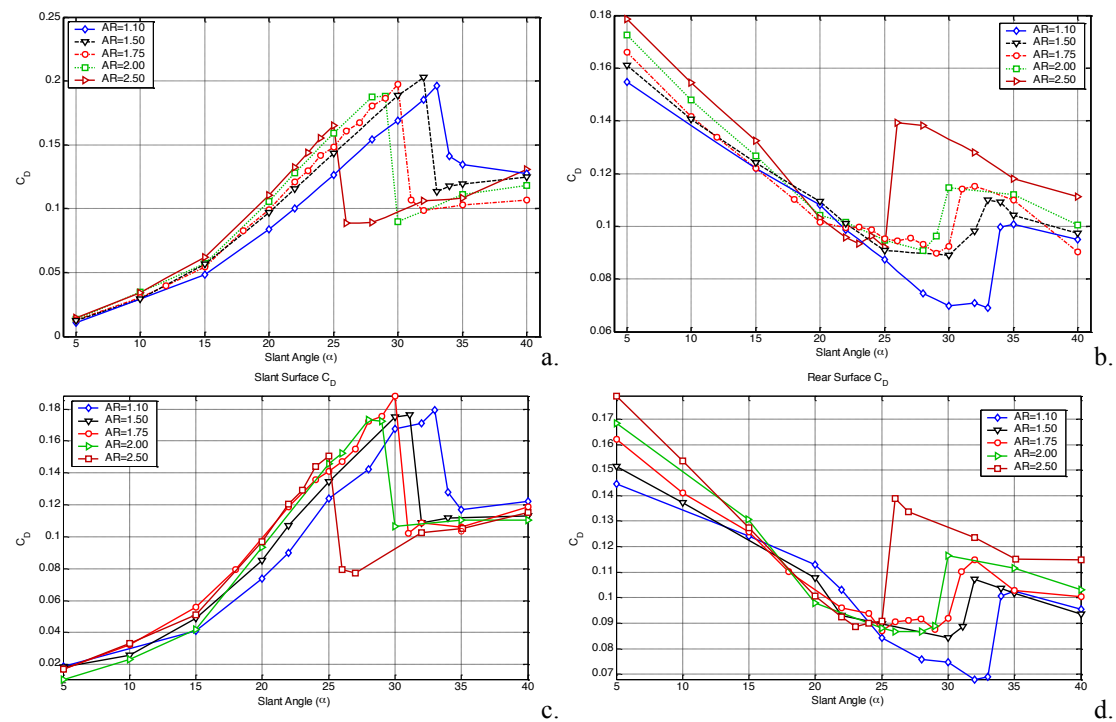 0.25
0.2
0.15
0.1
0.05
0
C_D
AR=1.10
AR=1.50
AR=1.75
AR=2.00
AR=2.50
5 10 15 20 25 30 35 40
Slant Angle (α)
a.
0.18
0.16
0.14
0.12
0.1
0.08
0.06
C_D
AR=1.10
AR=1.50
AR=1.75
AR=2.00
AR=2.50
5 10 15 20 25 30 35 40
Slant Angle (α)
b.
Slant Surface C_D
0.18
0.16
0.14
0.12
0.1
0.08
0.06
0.04
0.02
C_D
AR=1.10
AR=1.50
AR=1.75
AR=2.00
AR=2.50
5 10 15 20 25 30 35 40
Slant Angle (α)
c.
Rear Surface C_D
0.17
0.16
0.15
0.14
0.13
0.12
0.11
0.1
0.09
0.08
0.07
C_D
AR=1.10
AR=1.50
AR=1.75
AR=2.00
AR=2.50
5 10 15 20 25 30 35 40
Slant Angle (α)
d.